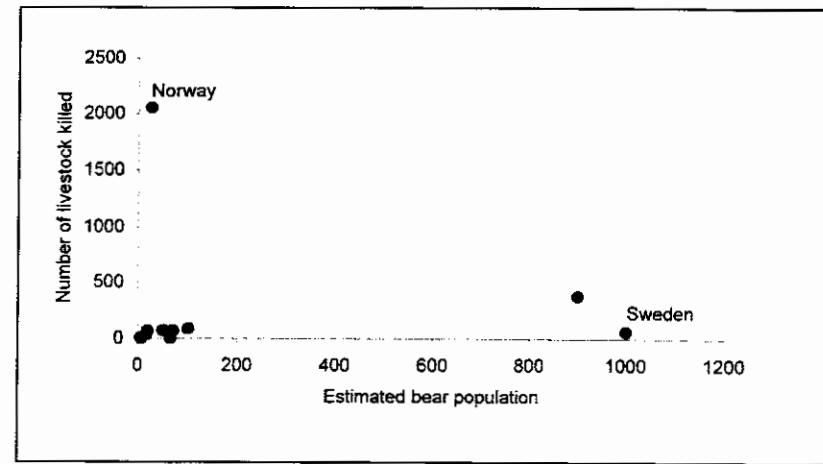 2500
Norway
2000
1500
1000
500
Sweden
0
0 200 400 600 800 1000 1200
Number of livestock killed
Estimated bear population